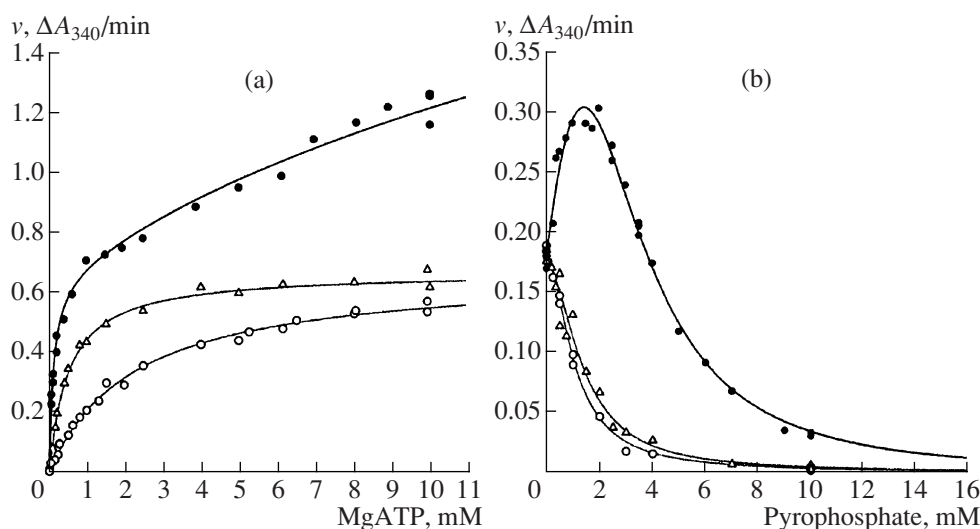 v, ΔA340/min
(a)
1.4
1.2
1.0
0.8
0.6
0.4
0.2
0 1 2 3 4 5 6 7 8 9 10 11
MgATP, mM
v, ΔA340/min
(b)
0.35
0.30
0.25
0.20
0.15
0.10
0.05
0 2 4 6 8 10 12 14 16
Pyrophosphate, mM